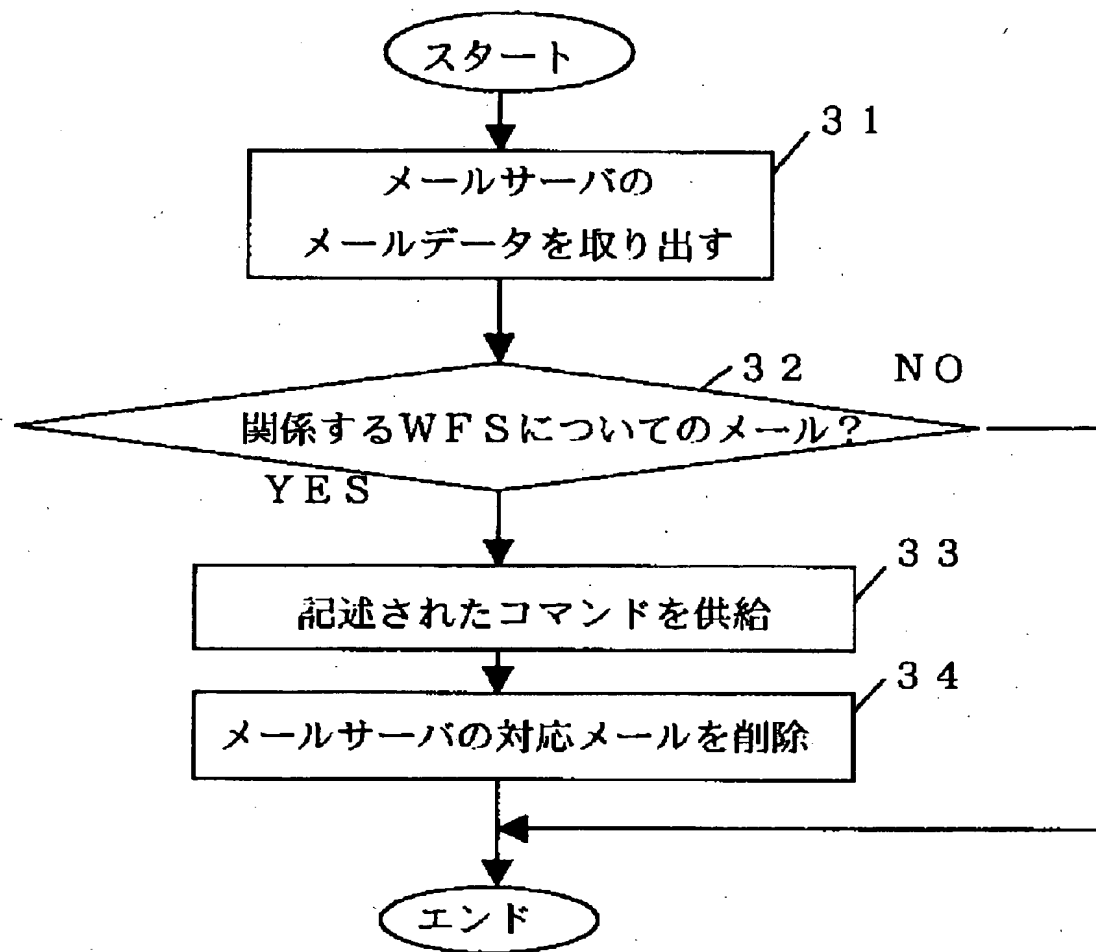 スタート
３１
メールサーバの
メールデータを取り出す
３２
ＮＯ
関係するＷＦＳについてのメール？
ＹＥＳ
３３
記述されたコマンドを供給
３４
メールサーバの対応メールを削除
エンド